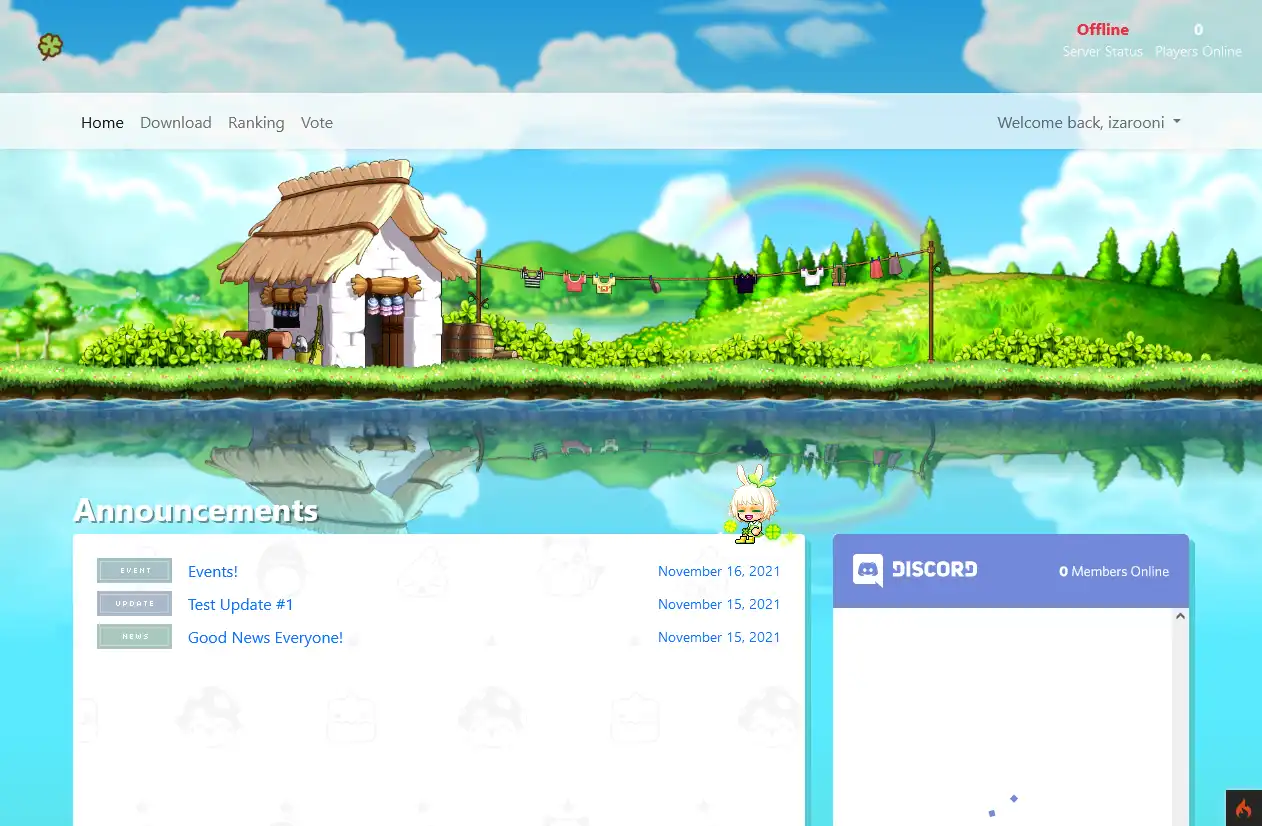 Offline 0
Server Status Players Online
Home Download Ranking Vote Welcome back, izarooni
Announcements
EVENT Events! November 16, 2021
UPDATE Test Update #1 November 15, 2021
NEWS Good News Everyone! November 15, 2021
DISCORD 0 Members Online